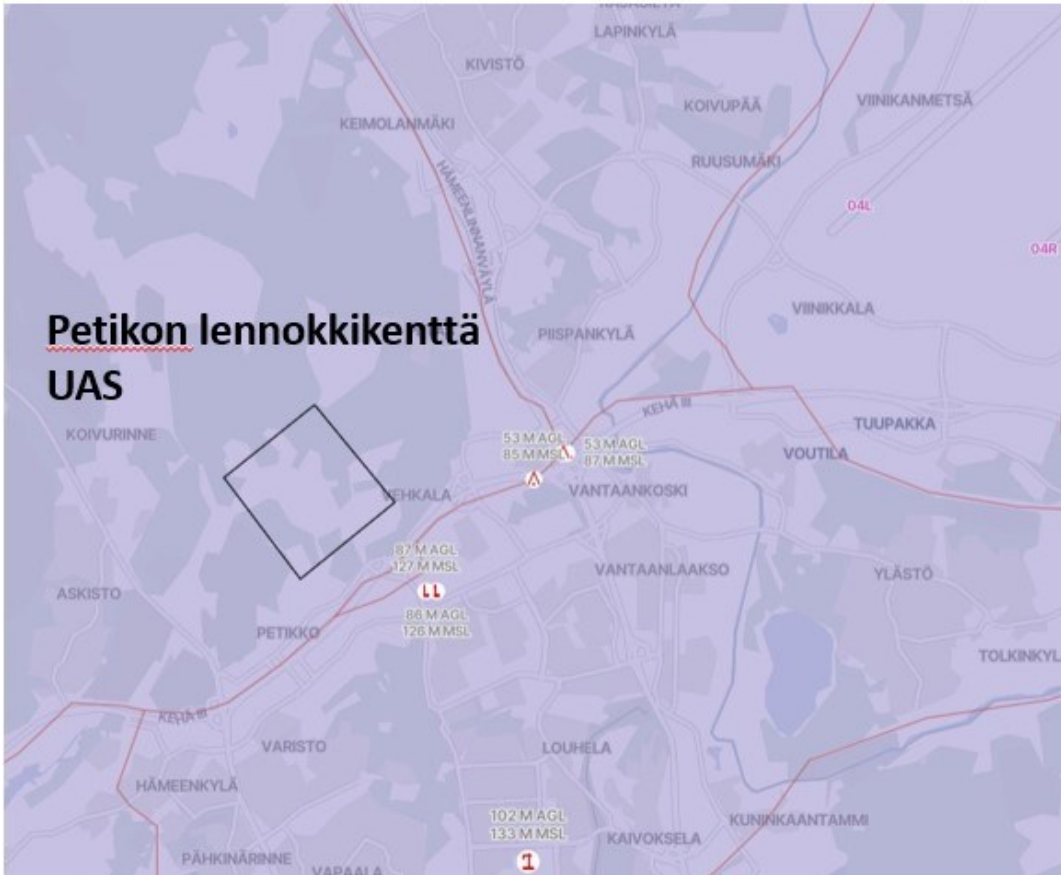 LAPINKYLÄ
KIVISTÖ
KOIVUPÄÄ
VIINIKANMETSÄ
KEIMOLANMÄKI
RUUSUMÄKI
HÄMEENLINNANVÄYLÄ
04L
04R
VIINIKKALA
Petikon lennokkikenttä
PIISPANKYLÄ
UAS
KEHÄ III
TUUPAKKA
KOIVURINNE
53 M AGL
85 M MSL
53 M AGL
87 M MSL
VOUTILA
VEHKALA
VANTAANKOSKI
87 M AGL
127 M MSL
VANTAANLAAKSO
YLÄSTÖ
ASKISTO
86 M AGL
126 M MSL
PETIKKO
TOLKINKYL
KEHÄ III
VARISTO
LOUHELA
HÄMEENKYLÄ
102 M AGL
133 M MSL
KUNINKAANTAMMI
KAIVOKSELA
PÄHKINÄRINNE
VAPAALA